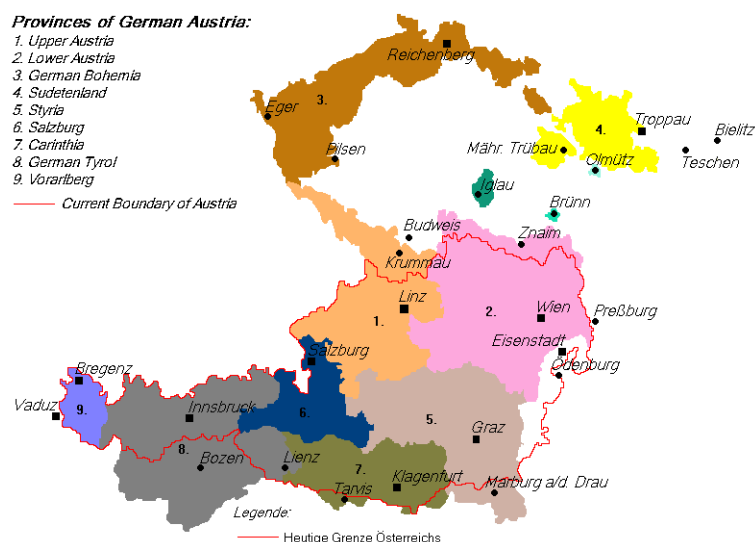 Provinces of German Austria:
1. Upper Austria
2. Lower Austria
3. German Bohemia
4. Sudetenland
5. Styria
6. Salzburg
7. Carinthia
8. German Tyrol
9. Vorarlberg
Current Boundary of Austria
Reichenberg
3.
Eger
Pilsen
4.
Troppau
Bielitz
Mähr. Trübau
Teschen
Olmütz
Iglau
Brünn
Budweis
Znaim
Krummau
Linz
2.
Wien
Preßburg
1.
Eisenstadt
Salzburg
Ödenburg
Bregenz
Vaduz
9.
Innsbruck
6.
5.
Graz
8.
Bozen
Lienz
7.
Klagenfurt
Tarvis
Marburg a/d. Drau
Legende:
Heutige Grenze Österreichs